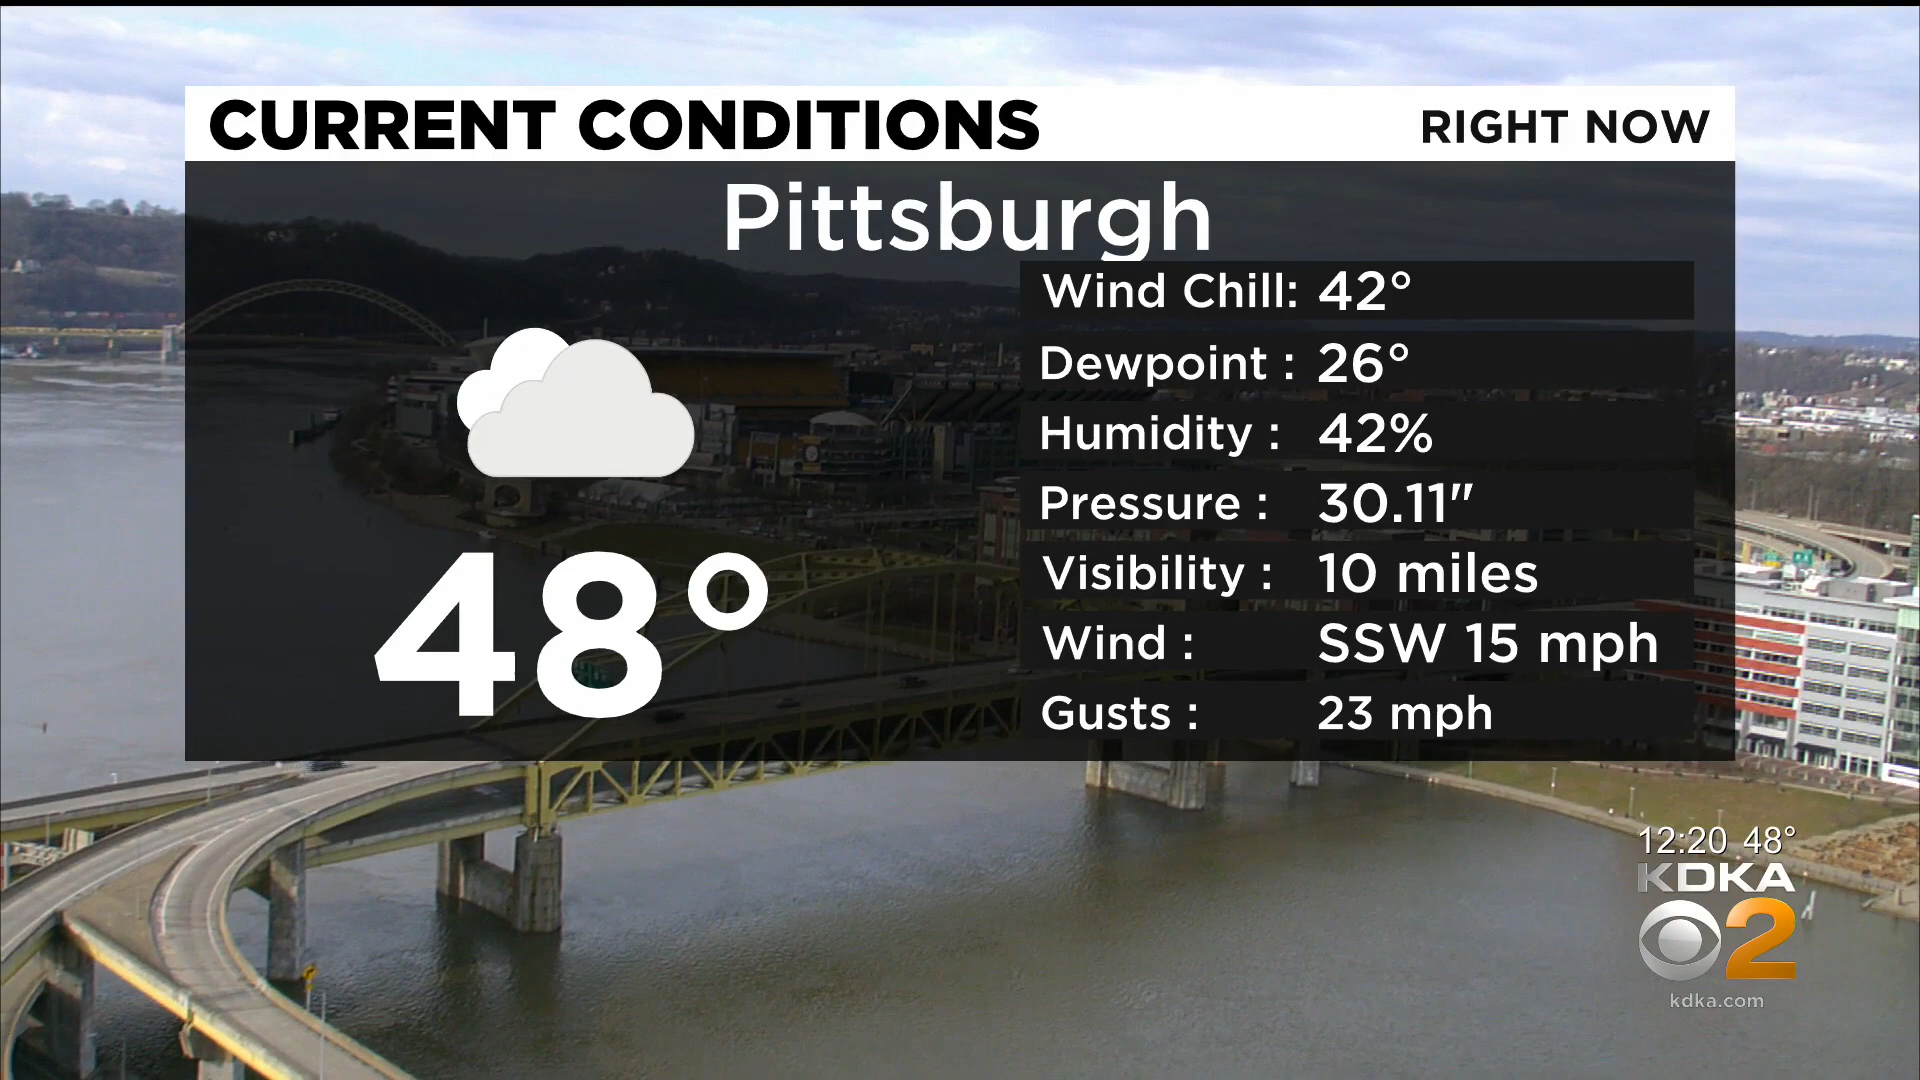 CURRENT CONDITIONS RIGHT NOW
Pittsburgh
48°
Wind Chill: 42°
Dewpoint : 26°
Humidity : 42%
Pressure : 30.11"
Visibility : 10 miles
Wind : SSW 15 mph
Gusts : 23 mph
12:20 48°
KDKA
2
kdka.com